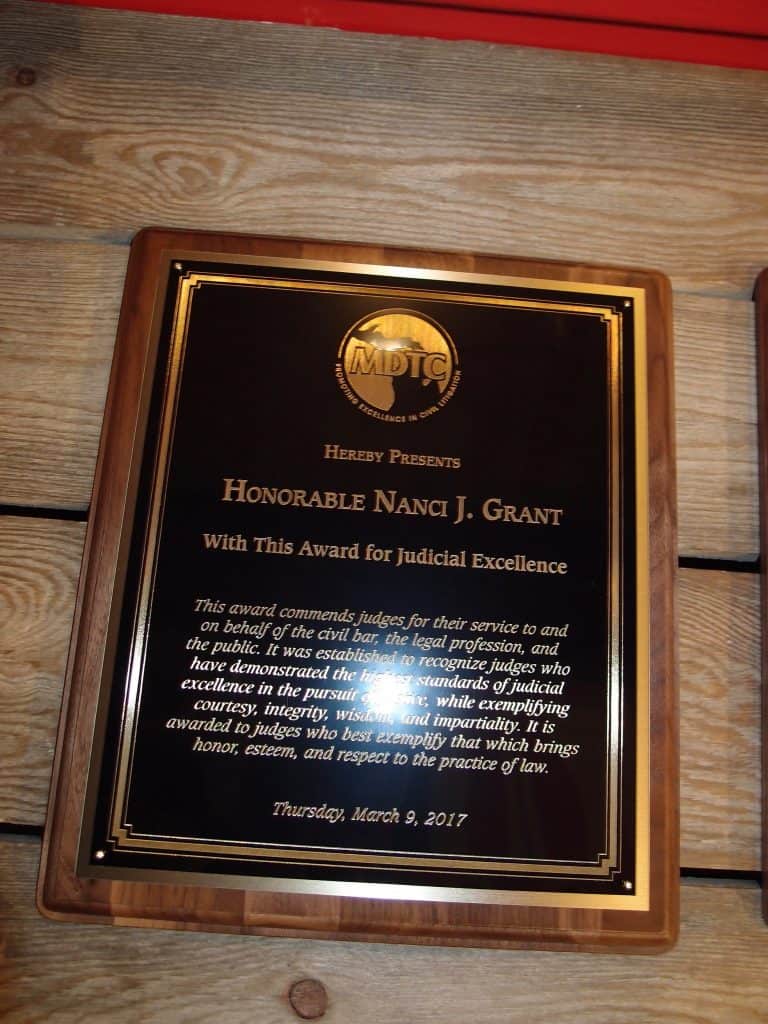 MDTC
PROMOTING EXCELLENCE IN CIVIL LITIGATION
HEREBY PRESENTS
HONORABLE NANCI J. GRANT
With This Award for Judicial Excellence
This award commends judges for their service to and
on behalf of the civil bar, the legal profession, and
the public. It was established to recognize judges who
have demonstrated the highest standards of judicial
excellence in the pursuit of, while exemplifying
courtesy, integrity, wisdom, and impartiality. It is
awarded to judges who best exemplify that which brings
honor, esteem, and respect to the practice of law.
Thursday, March 9, 2017